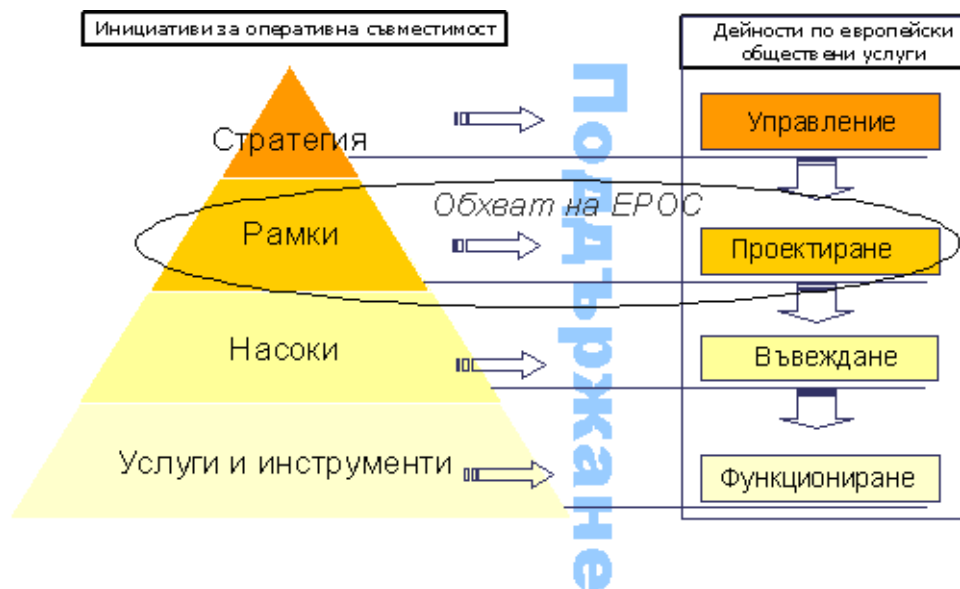 Инициативи за оперативна съвместимост
Дейности по европейски
обществени услуги
Поддържане
Стратегия
Управление
Обхват на ЕРОС
Рамки
Проектиране
Насоки
Въвеждане
Услуги и инструменти
Функциониране